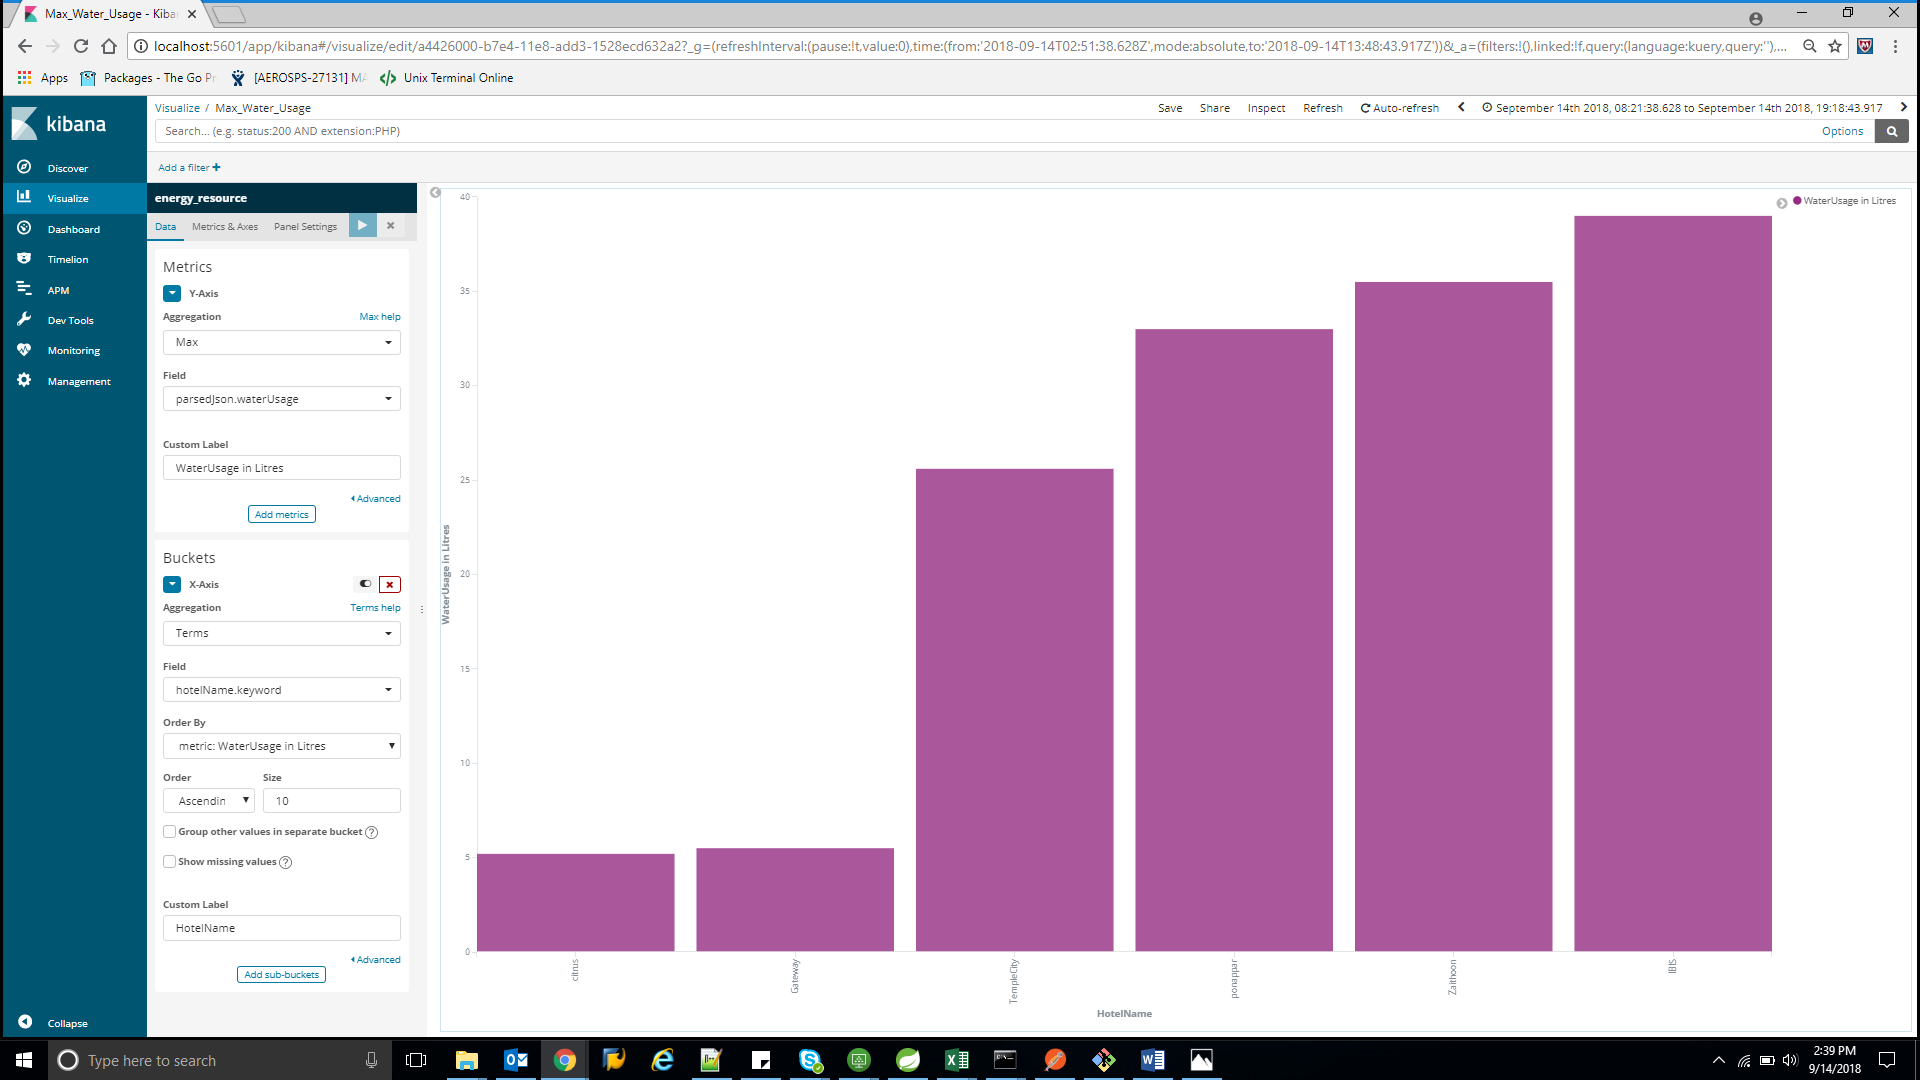 Max_Water_Usage - Kiba
localhost:5601/app/kibana#/visualize/edit/a4426000-b7e4-11e8-add3-1528ecd632a2?_g=(refreshInterval:(pause:!t,value:0),time:(from:'2018-09-14T02:51:38.628Z',mode:absolute,to:'2018-09-14T13:48:43.917Z'))&_a=(filters:!(),linked:!f,query:(language:kuery,query:''),...
Apps Packages - The Go Pr [AEROSPS-27131] MA Unix Terminal Online
kibana
Discover
Visualize
Dashboard
Timelion
APM
Dev Tools
Monitoring
Management
Collapse
Visualize / Max_Water_Usage
Save Share Inspect Refresh Auto-refresh September 14th 2018, 08:21:38.628 to September 14th 2018, 19:18:43.917
Search... (e.g. status:200 AND extension:PHP) Options
Add a filter +
energy_resource
Data Metrics & Axes Panel Settings
Metrics
Y-Axis
Aggregation Max help
Max
Field
parsedJson.waterUsage
Custom Label
WaterUsage in Litres
Advanced
Add metrics
Buckets
X-Axis
Aggregation Terms help
Terms
Field
hotelName.keyword
Order By
metric: WaterUsage in Litres
Order Size
Ascendin 10
Group other values in separate bucket ?
Show missing values ?
Custom Label
HotelName
Advanced
Add sub-buckets
WaterUsage in Litres
40
35
30
25
20
15
10
5
0
WaterUsage in Litres
citrus
Gateway
TempleCity
ponappar
Zaithoon
IBIS
HotelName
Type here to search
2:39 PM
9/14/2018